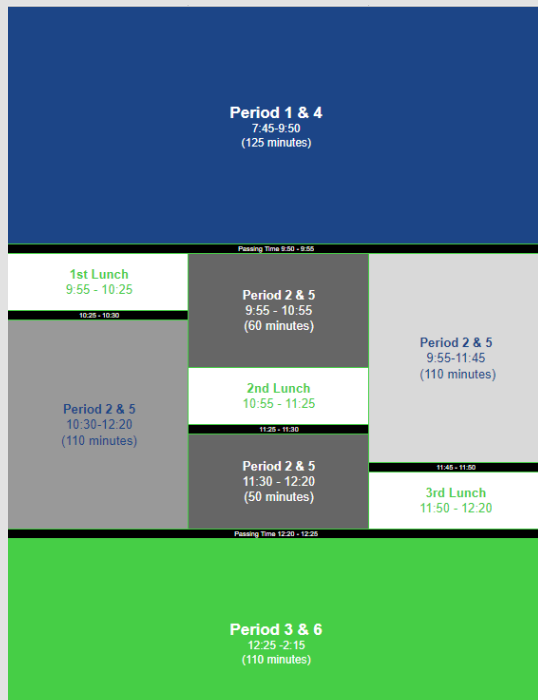 Period 1 & 4
7:45-9:50
(125 minutes)
Passing Time 9:50 - 9:55
1st Lunch
9:55 - 10:25
10:25 - 10:30
Period 2 & 5
10:30-12:20
(110 minutes)
Period 2 & 5
9:55 - 10:55
(60 minutes)
2nd Lunch
10:55 - 11:25
11:25 - 11:30
Period 2 & 5
11:30 - 12:20
(50 minutes)
Period 2 & 5
9:55-11:45
(110 minutes)
11:45 - 11:50
3rd Lunch
11:50 - 12:20
Passing Time 12:20 - 12:25
Period 3 & 6
12:25 -2:15
(110 minutes)